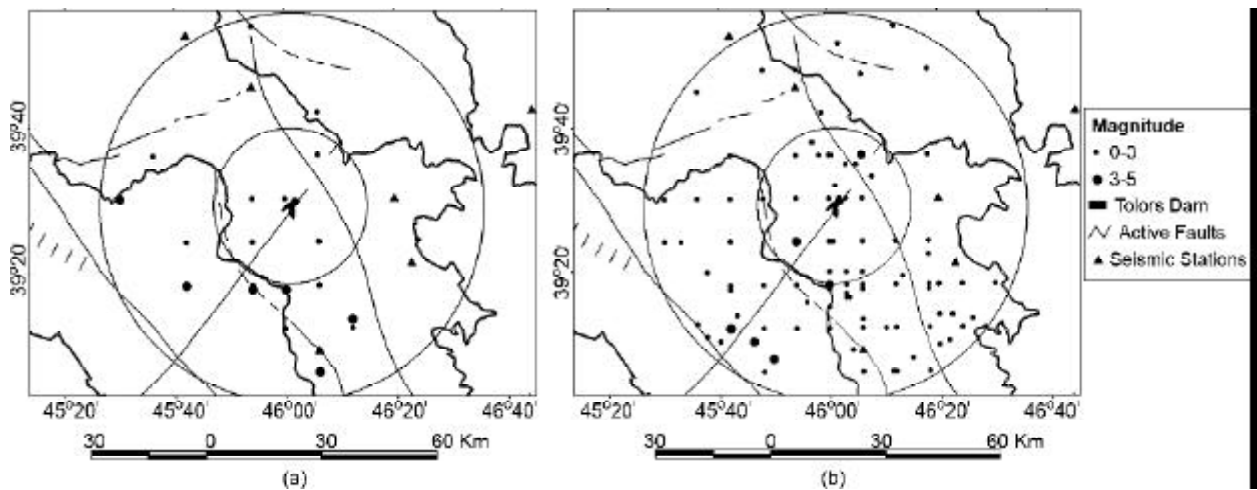 39°40'
39°20'
45°20' 45°40' 46°00' 46°20' 46°40'
30 0 30 60 Km
(a)
39°40'
39°20'
45°20' 45°40' 46°00' 46°20' 46°40'
30 0 30 60 Km
(b)
Magnitude
0-3
3-5
Tolors Dam
Active Faults
Seismic Stations